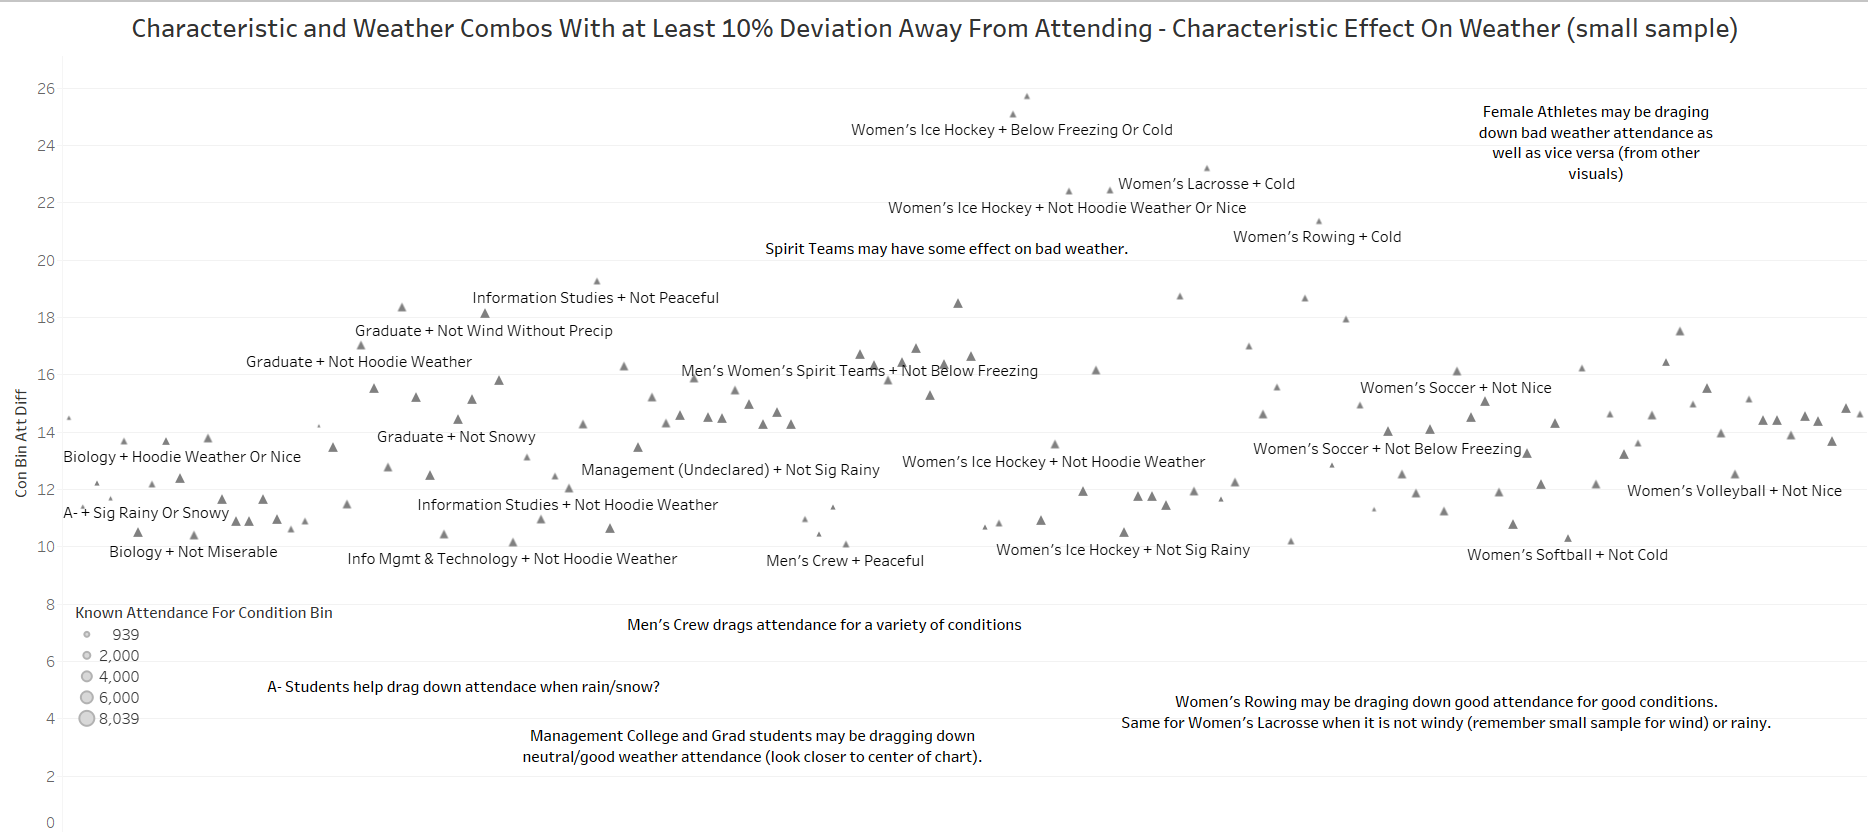 Characteristic and Weather Combos With at Least 10% Deviation Away From Attending - Characteristic Effect On Weather (small sample)
Con Bin Att Diff
26
24
22
20
18
16
14
12
10
8
6
4
2
0
Female Athletes may be draging
down bad weather attendance as
well as vice versa (from other
visuals)
Women's Ice Hockey + Below Freezing Or Cold
Women's Lacrosse + Cold
Women's Ice Hockey + Not Hoodie Weather Or Nice
Women's Rowing + Cold
Spirit Teams may have some effect on bad weather.
Information Studies + Not Peaceful
Graduate + Not Wind Without Precip
Graduate + Not Hoodie Weather
Men's Women's Spirit Teams + Not Below Freezing
Women's Soccer + Not Nice
Graduate + Not Snowy
Women's Soccer + Not Below Freezing
Biology + Hoodie Weather Or Nice
Women's Ice Hockey + Not Hoodie Weather
Management (Undeclared) + Not Sig Rainy
Women's Volleyball + Not Nice
Information Studies + Not Hoodie Weather
A- + Sig Rainy Or Snowy
Biology + Not Miserable
Women's Ice Hockey + Not Sig Rainy
Women's Softball + Not Cold
Info Mgmt & Technology + Not Hoodie Weather
Men's Crew + Peaceful
Known Attendance For Condition Bin
939
2,000
4,000
6,000
8,039
Men's Crew drags attendance for a variety of conditions
A- Students help drag down attendace when rain/snow?
Women's Rowing may be draging down good attendance for good conditions.
Same for Women's Lacrosse when it is not windy (remember small sample for wind) or rainy.
Management College and Grad students may be dragging down
neutral/good weather attendance (look closer to center of chart).